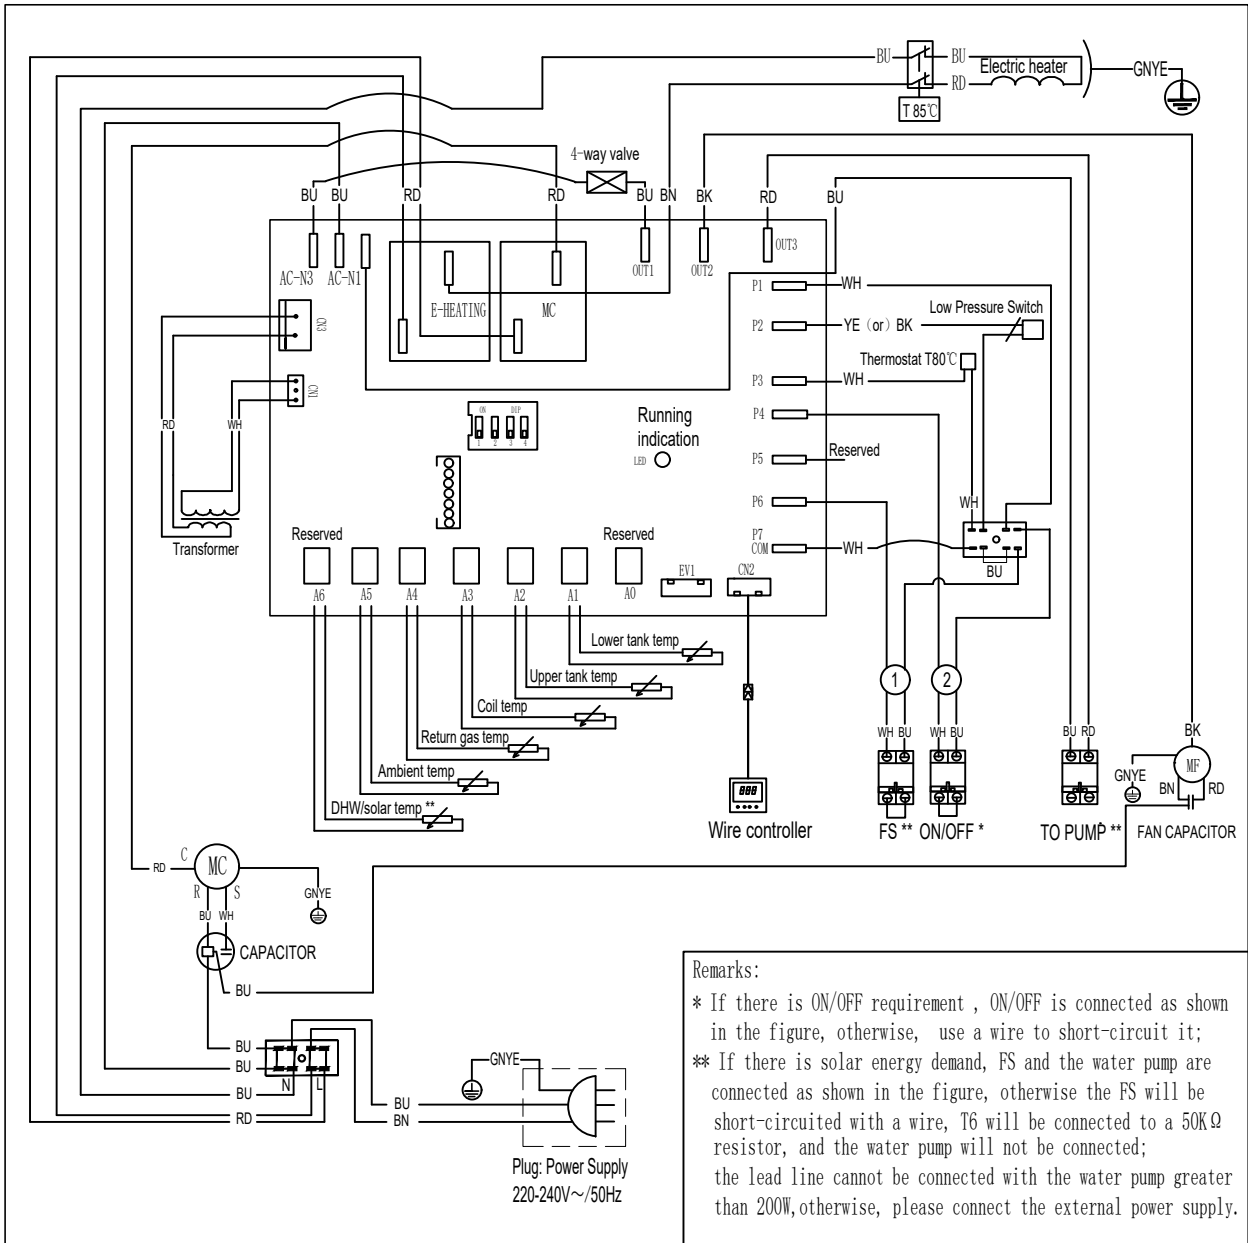 BU
BU
Electric heater
GNYE
RD
T 85℃
4-way valve
BU
BU
RD
RD
BU
BN
BK
RD
BU
AC-N3
AC-N1
E-HEATING
MC
OUT1
OUT2
OUT3
P1
WH
Low Pressure Switch
P2
YE (or) BK
Thermostat T80℃
P3
WH
CN3
CN1
RD
WH
ON DIP
1 2 3 4
Running
indication
LED
P4
P5
Reserved
P6
WH
P7
COM
WH
BU
Transformer
Reserved
Reserved
A6
A5
A4
A3
A2
A1
A0
EV1
CN2
Lower tank temp
Upper tank temp
Coil temp
Return gas temp
Ambient temp
DHW/solar temp **
1
2
WH BU
WH BU
BU RD
BK
GNYE
MF
BN
RD
888
Wire controller
FS **
ON/OFF *
TO PUMP **
FAN CAPACITOR
C
MC
RD
R
S
GNYE
BU
WH
CAPACITOR
BU
BU
BU
N
L
BU
RD
BU
BN
GNYE
Plug: Power Supply
220-240V～/50Hz
Remarks:
* If there is ON/OFF requirement , ON/OFF is connected as shown
in the figure, otherwise, use a wire to short-circuit it;
** If there is solar energy demand, FS and the water pump are
connected as shown in the figure, otherwise the FS will be
short-circuited with a wire, T6 will be connected to a 50KΩ
resistor, and the water pump will not be connected;
the lead line cannot be connected with the water pump greater
than 200W,otherwise, please connect the external power supply.